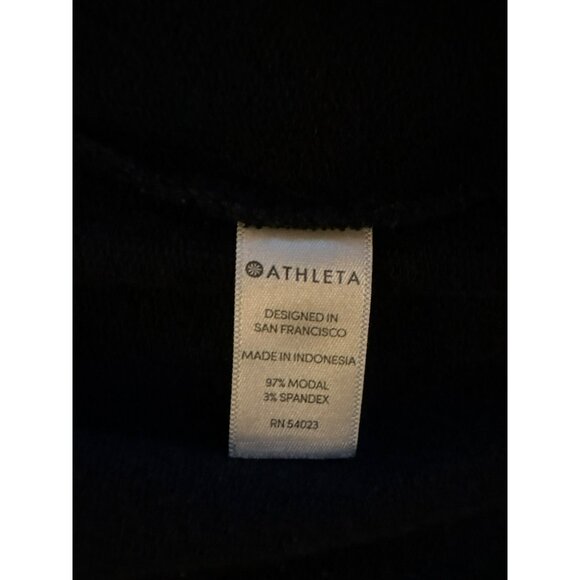 ATHLETA
DESIGNED IN
SAN FRANCISCO
MADE IN INDONESIA
97% MODAL
3% SPANDEX
RN 54023